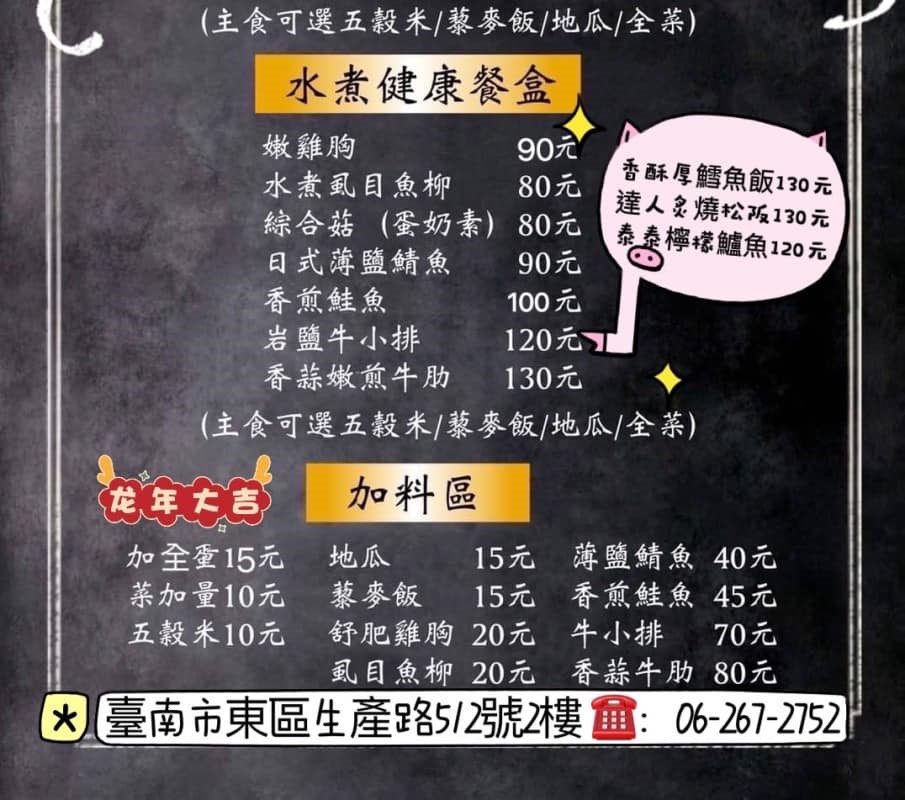 (主食可選五穀米/藜麥飯/地瓜/全菜)
水煮健康餐盒
嫩雞胸 90元
水煮虱目魚柳 80元
綜合菇 (蛋奶素) 80元
日式薄鹽鯖魚 90元
香煎鮭魚 100元
岩鹽牛小排 120元
香蒜嫩煎牛肋 130元
香酥厚鱈魚飯130元
達人炙燒松阪130元
泰泰檸檬鱸魚120元
(主食可選五穀米/藜麥飯/地瓜/全菜)
龙年大吉
加料區
加全蛋15元 地瓜 15元 薄鹽鯖魚 40元
菜加量10元 藜麥飯 15元 香煎鮭魚 45元
五穀米10元 舒肥雞胸 20元 牛小排 70元
虱目魚柳 20元 香蒜牛肋 80元
* 臺南市東區生產路512號2樓☎️: 06-267-2752